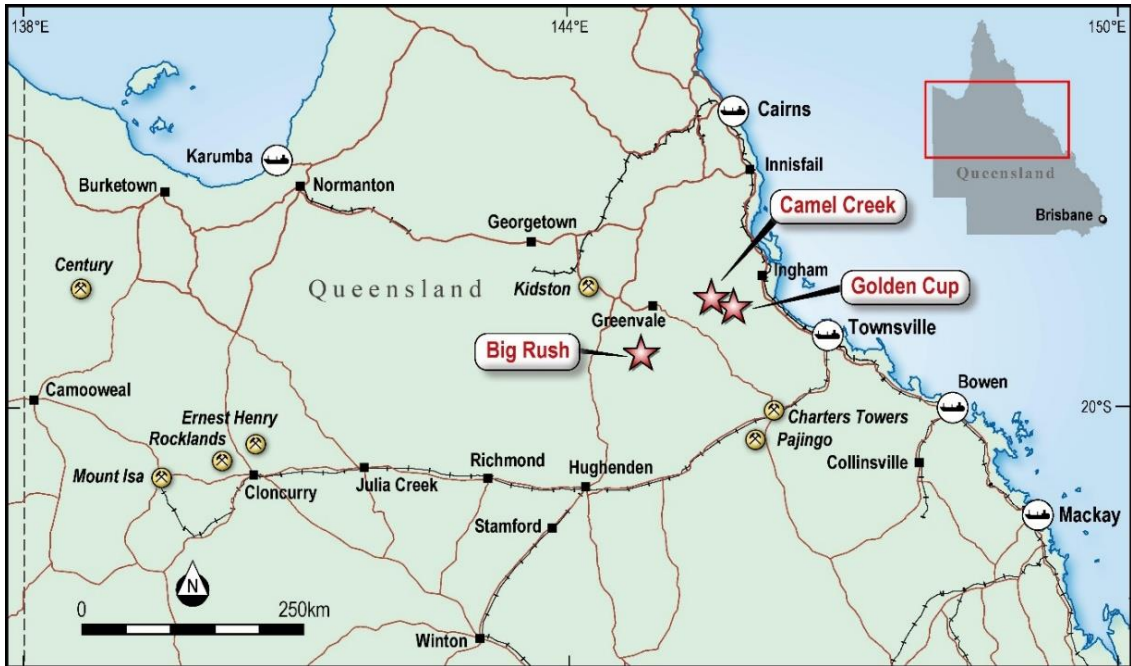 138°E
144°E
150°E
Cairns
Karumba
Innisfail
Burketown
Normanton
Queensland
Camel Creek
Brisbane
Georgetown
Century
Ingham
Queensland
Kidston
Golden Cup
Greenvale
Townsville
Big Rush
Camooweal
Bowen
20°S
Ernest Henry
Charters Towers
Rocklands
Pajingo
Mount Isa
Cloncurry
Julia Creek
Richmond
Hughenden
Collinsville
Stamford
Mackay
N
0
250km
Winton